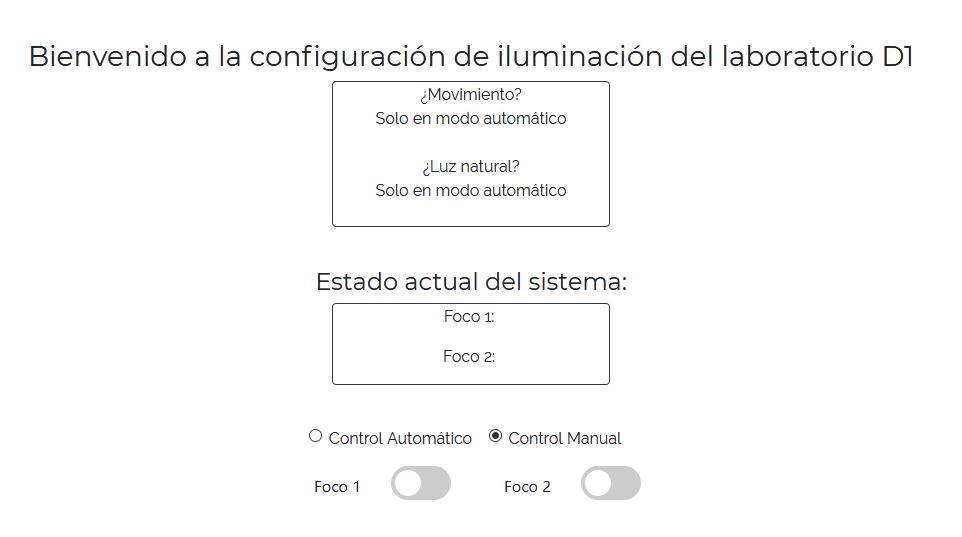 Bienvenido a la configuración de iluminación del laboratorio D1
¿Movimiento?
Solo en modo automático
¿Luz natural?
Solo en modo automático
Estado actual del sistema:
Foco 1:
Foco 2:
Control Automático Control Manual
Foco 1 Foco 2